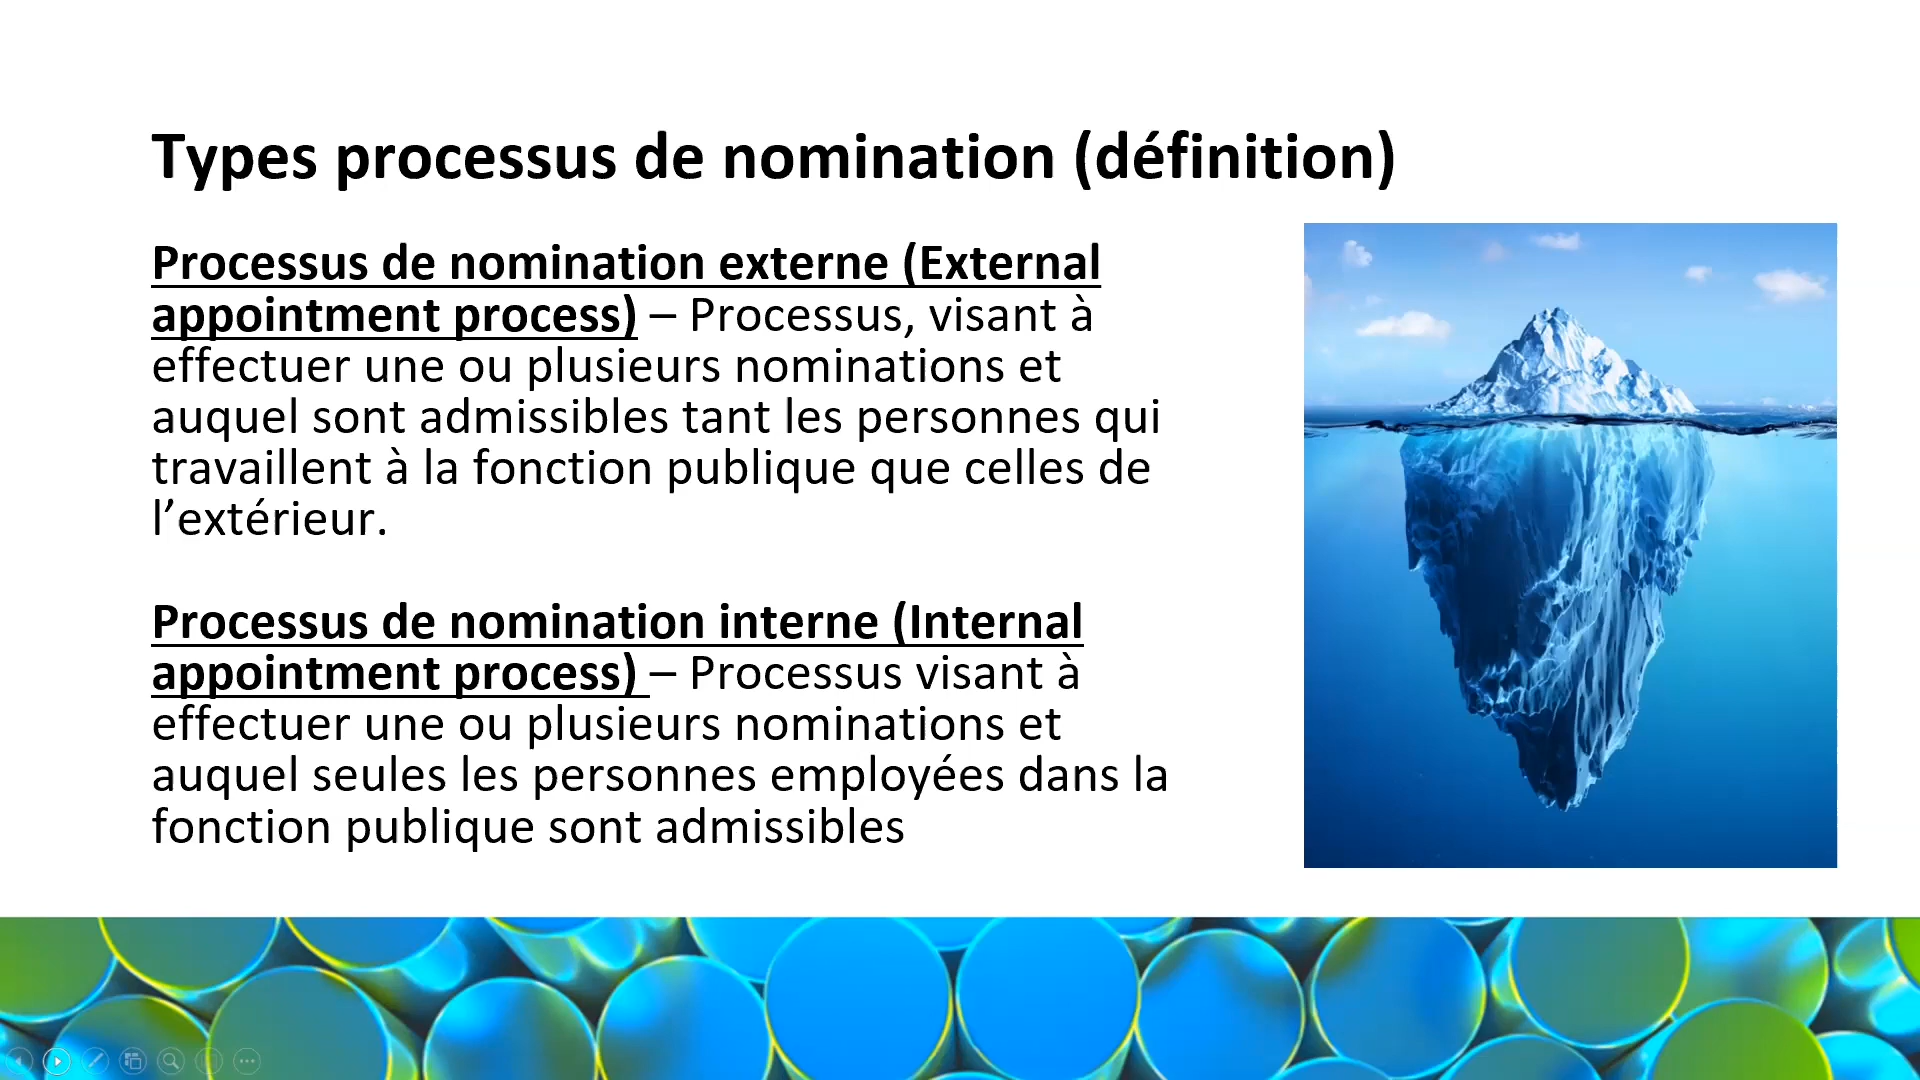 Types processus de nomination (définition)
Processus de nomination externe (External
appointment process) – Processus, visant à
effectuer une ou plusieurs nominations et
auquel sont admissibles tant les personnes qui
travaillent à la fonction publique que celles de
l’extérieur.
Processus de nomination interne (Internal
appointment process) – Processus visant à
effectuer une ou plusieurs nominations et
auquel seules les personnes employées dans la
fonction publique sont admissibles